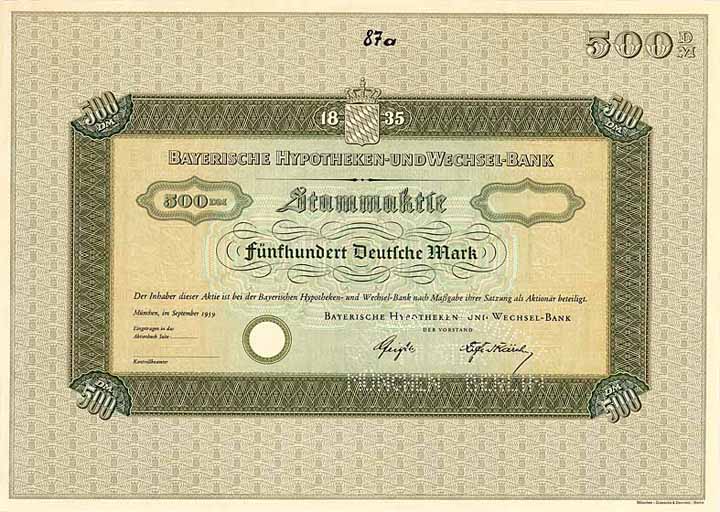 87a
500 DM
500 DM
500 DM
18 35
BAYERISCHE HYPOTHEKEN-UND WECHSEL-BANK
500 DM
Stammaktie
Fünfhundert Deutsche Mark
Der Inhaber dieser Aktie ist bei der Bayerischen Hypotheken- und Wechsel-Bank nach Maßgabe ihrer Satzung als Aktionär beteiligt.
München, im September 1959
BAYERISCHE HYPOTHEKEN- UND WECHSEL-BANK
DER VORSTAND
Eingetragen in das
Aktienbuch Seite
Kontrollbeamter
500 DM
500 DM